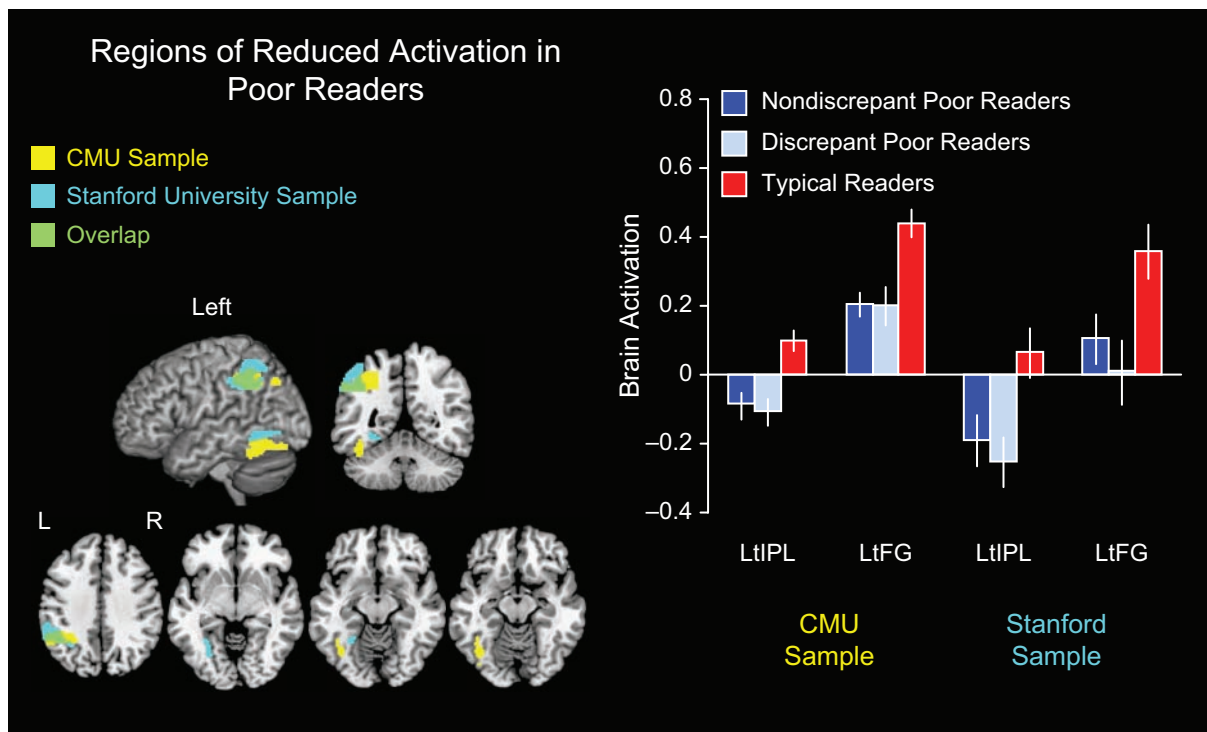 Regions of Reduced Activation in
Poor Readers
CMU Sample
Stanford University Sample
Overlap
Left
L
R
Nondiscrepant Poor Readers
Discrepant Poor Readers
Typical Readers
Brain Activation
0.8
0.6
0.4
0.2
0
–0.2
–0.4
LtIPL
LtFG
LtIPL
LtFG
CMU
Sample
Stanford
Sample